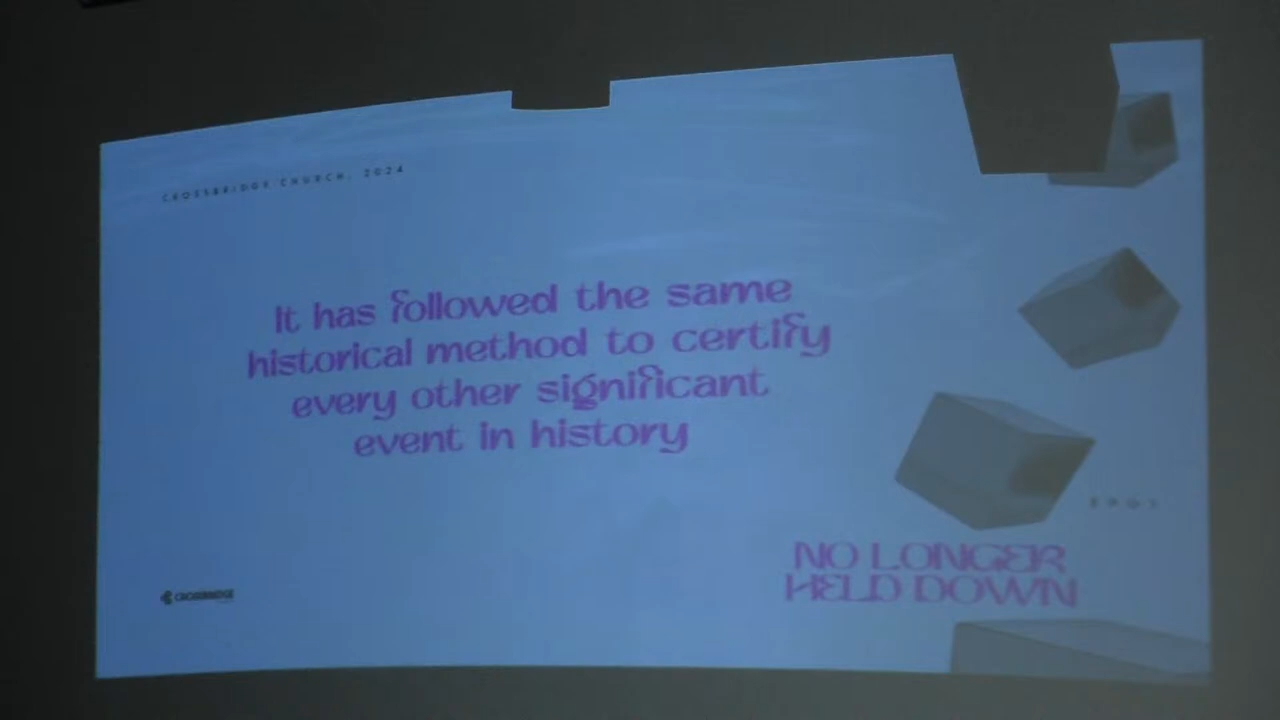 CROSSBRIDGE CHURCH, 2024
It has followed the same
historical method to certify
every other significant
event in history
NO LONGER
HELD DOWN
CROSSBRIDGE